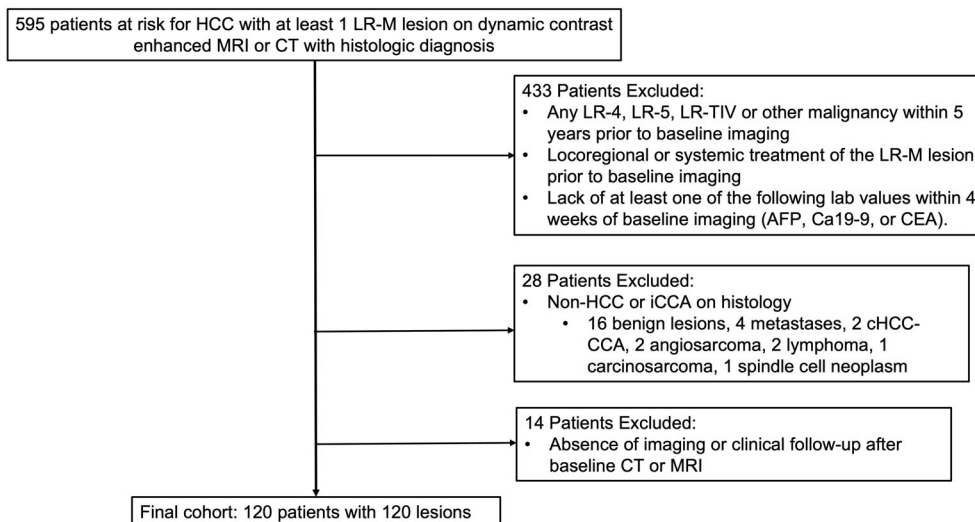 595 patients at risk for HCC with at least 1 LR-M lesion on dynamic contrast
enhanced MRI or CT with histologic diagnosis
433 Patients Excluded:
• Any LR-4, LR-5, LR-TIV or other malignancy within 5
years prior to baseline imaging
• Locoregional or systemic treatment of the LR-M lesion
prior to baseline imaging
• Lack of at least one of the following lab values within 4
weeks of baseline imaging (AFP, Ca19-9, or CEA).
28 Patients Excluded:
• Non-HCC or iCCA on histology
• 16 benign lesions, 4 metastases, 2 cHCC-
CCA, 2 angiosarcoma, 2 lymphoma, 1
carcinosarcoma, 1 spindle cell neoplasm
14 Patients Excluded:
• Absence of imaging or clinical follow-up after
baseline CT or MRI
Final cohort: 120 patients with 120 lesions